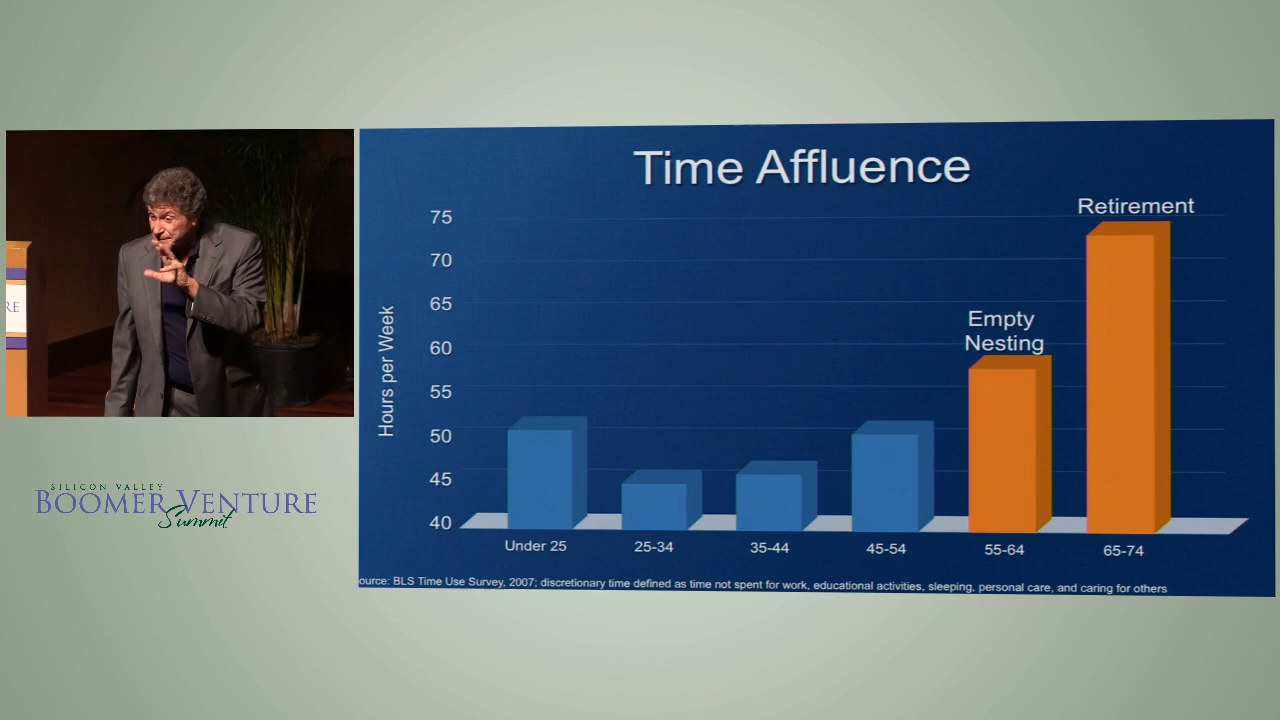 RE
SILICON VALLEY
BOOMER VENTURE
Summit
Time Affluence
Hours per Week
75
70
65
60
55
50
45
40
Retirement
Empty
Nesting
Under 25
25-34
35-44
45-54
55-64
65-74
ource: BLS Time Use Survey, 2007; discretionary time defined as time not spent for work, educational activities, sleeping, personal care, and caring for others